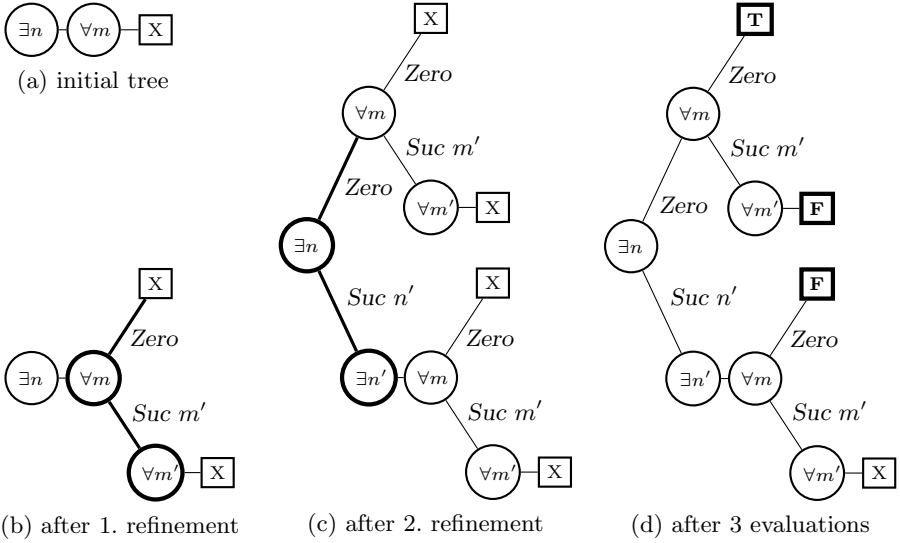 ∃n ∀m X
(a) initial tree
X
Zero
∃n ∀m
Suc m′
∀m′ X
(b) after 1. refinement
X
Zero
∀m
Suc m′
Zero
∀m′ X
∃n
X
Suc n′
Zero
∃n′ ∀m
Suc m′
∀m′ X
(c) after 2. refinement
T
Zero
∀m
Suc m′
Zero
∀m′ F
∃n
F
Suc n′
Zero
∃n′ ∀m
Suc m′
∀m′ X
(d) after 3 evaluations